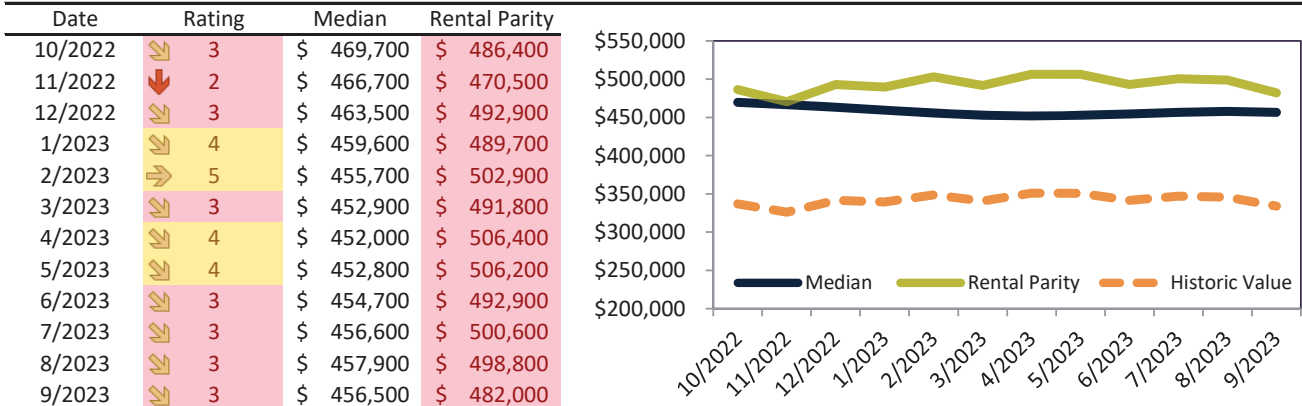 Date Rating Median Rental Parity
10/2022 3 $ 469,700 $ 486,400
11/2022 2 $ 466,700 $ 470,500
12/2022 3 $ 463,500 $ 492,900
1/2023 4 $ 459,600 $ 489,700
2/2023 5 $ 455,700 $ 502,900
3/2023 3 $ 452,900 $ 491,800
4/2023 4 $ 452,000 $ 506,400
5/2023 4 $ 452,800 $ 506,200
6/2023 3 $ 454,700 $ 492,900
7/2023 3 $ 456,600 $ 500,600
8/2023 3 $ 457,900 $ 498,800
9/2023 3 $ 456,500 $ 482,000
$550,000
$500,000
$450,000
$400,000
$350,000
$300,000
$250,000
$200,000
Median Rental Parity Historic Value
10/2022 11/2022 12/2022 1/2023 2/2023 3/2023 4/2023 5/2023 6/2023 7/2023 8/2023 9/2023